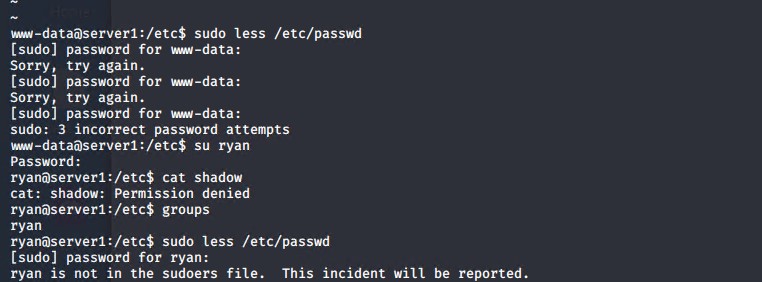 ~
~
www-data@server1:/etc$ sudo less /etc/passwd
[sudo] password for www-data:
Sorry, try again.
[sudo] password for www-data:
Sorry, try again.
[sudo] password for www-data:
sudo: 3 incorrect password attempts
www-data@server1:/etc$ su ryan
Password:
ryan@server1:/etc$ cat shadow
cat: shadow: Permission denied
ryan@server1:/etc$ groups
ryan
ryan@server1:/etc$ sudo less /etc/passwd
[sudo] password for ryan:
ryan is not in the sudoers file.  This incident will be reported.